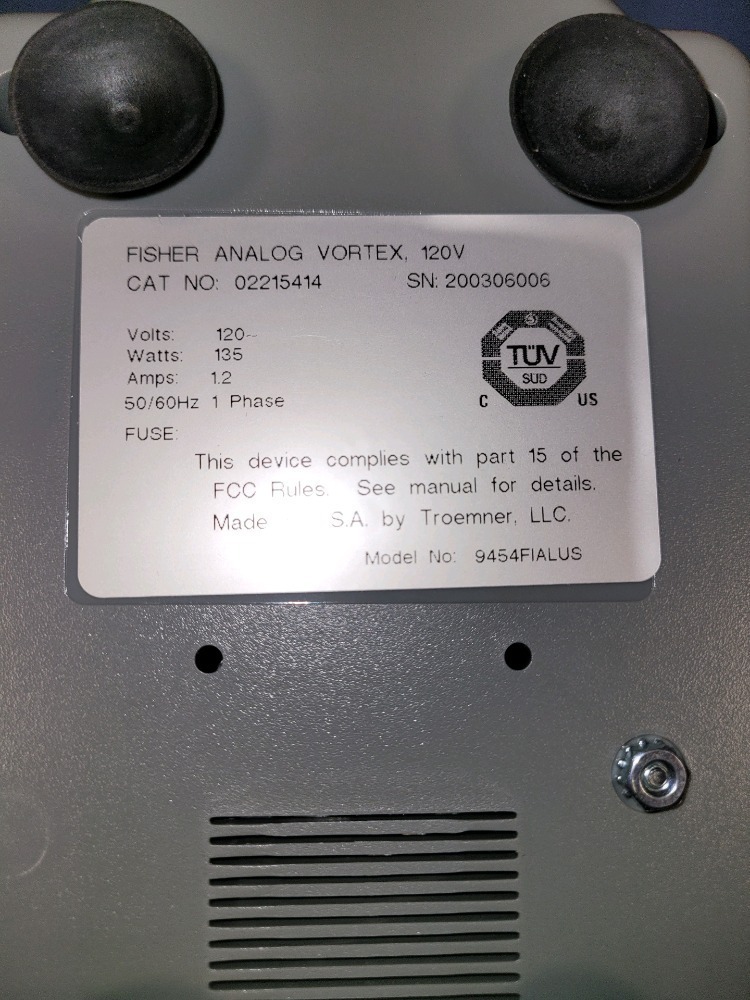 FISHER ANALOG VORTEX, 120V
CAT NO: 02215414 SN: 200306006
Volts: 120~
Watts: 135
Amps: 1.2
50/60Hz 1 Phase
FUSE:
TÜV
SÜD
C US
This device complies with part 15 of the
FCC Rules. See manual for details.
Made S.A. by Troemner, LLC.
Model No: 9454FIALUS